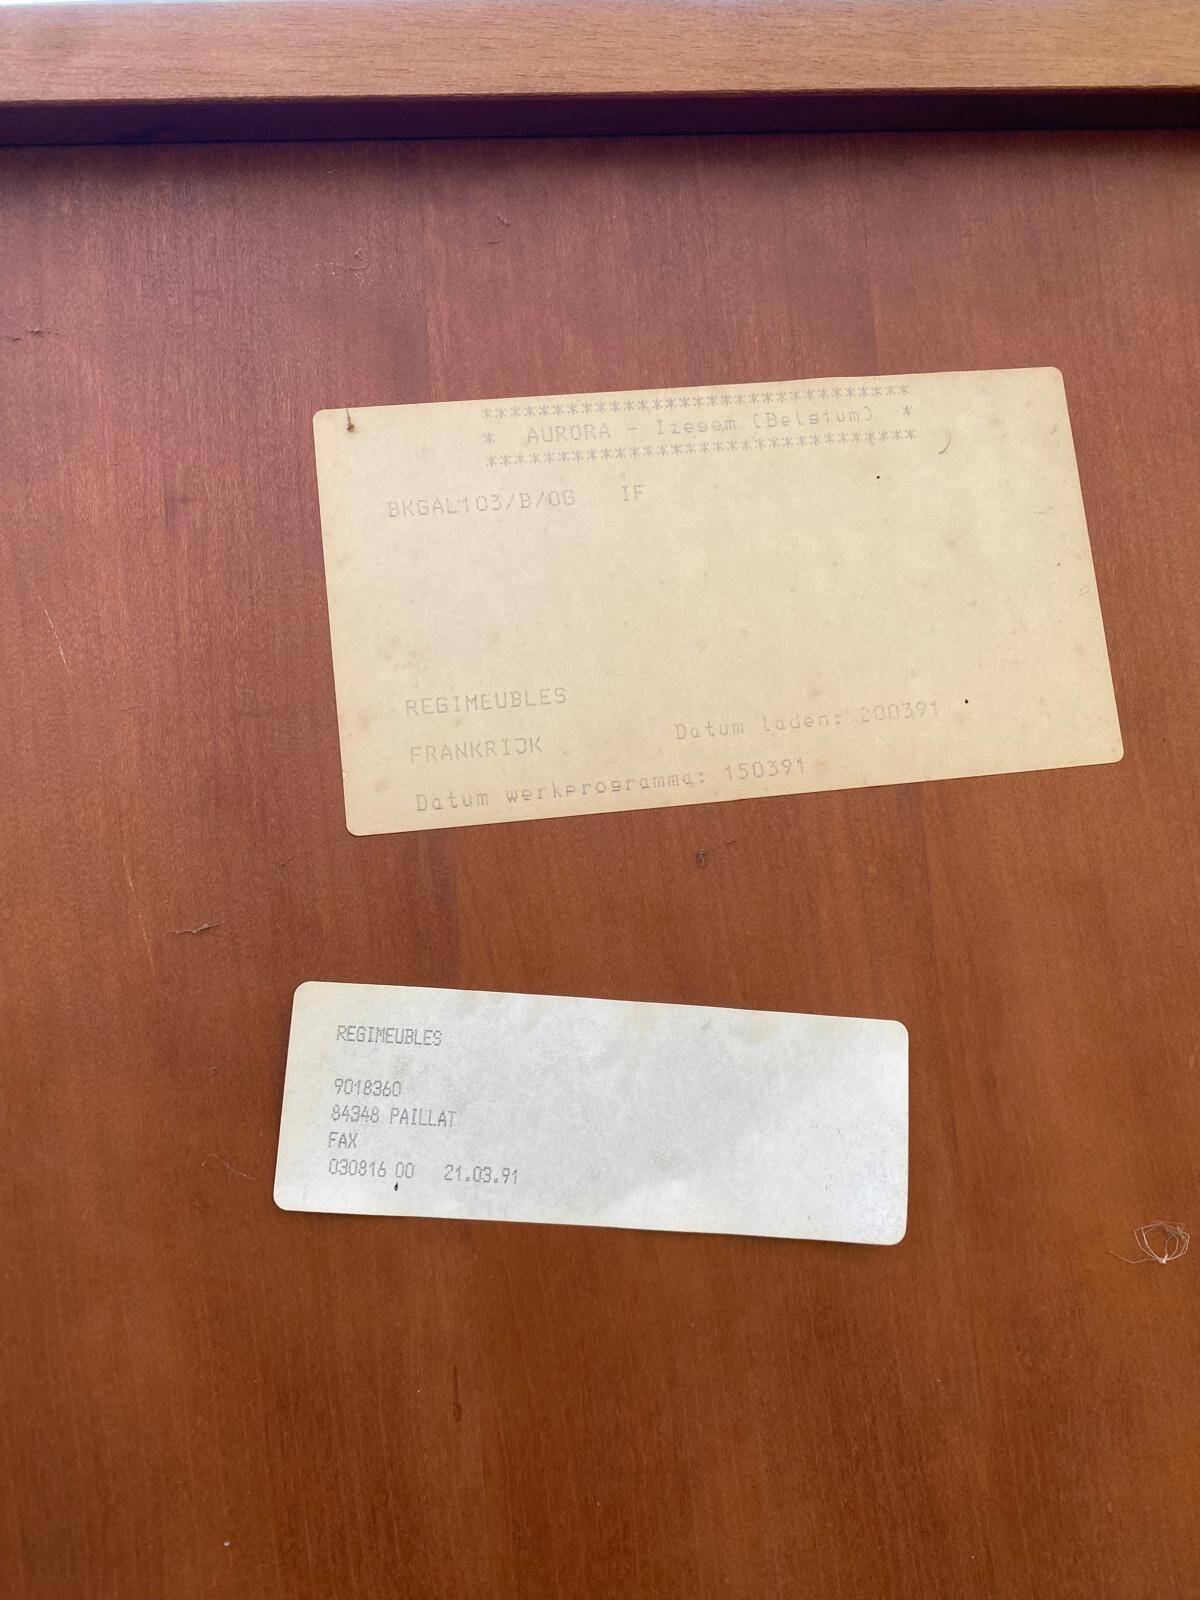 ******************************
* AURORA - Izegem (Belgium) *
******************************
BKGAL103/B/OG IF
REGIMEUBLES
FRANKRIJK Datum laden: 200391
Datum werkprogramma: 150391
REGIMEUBLES
9018360
84348 PAILLAT
FAX
030816 00 21.03.91